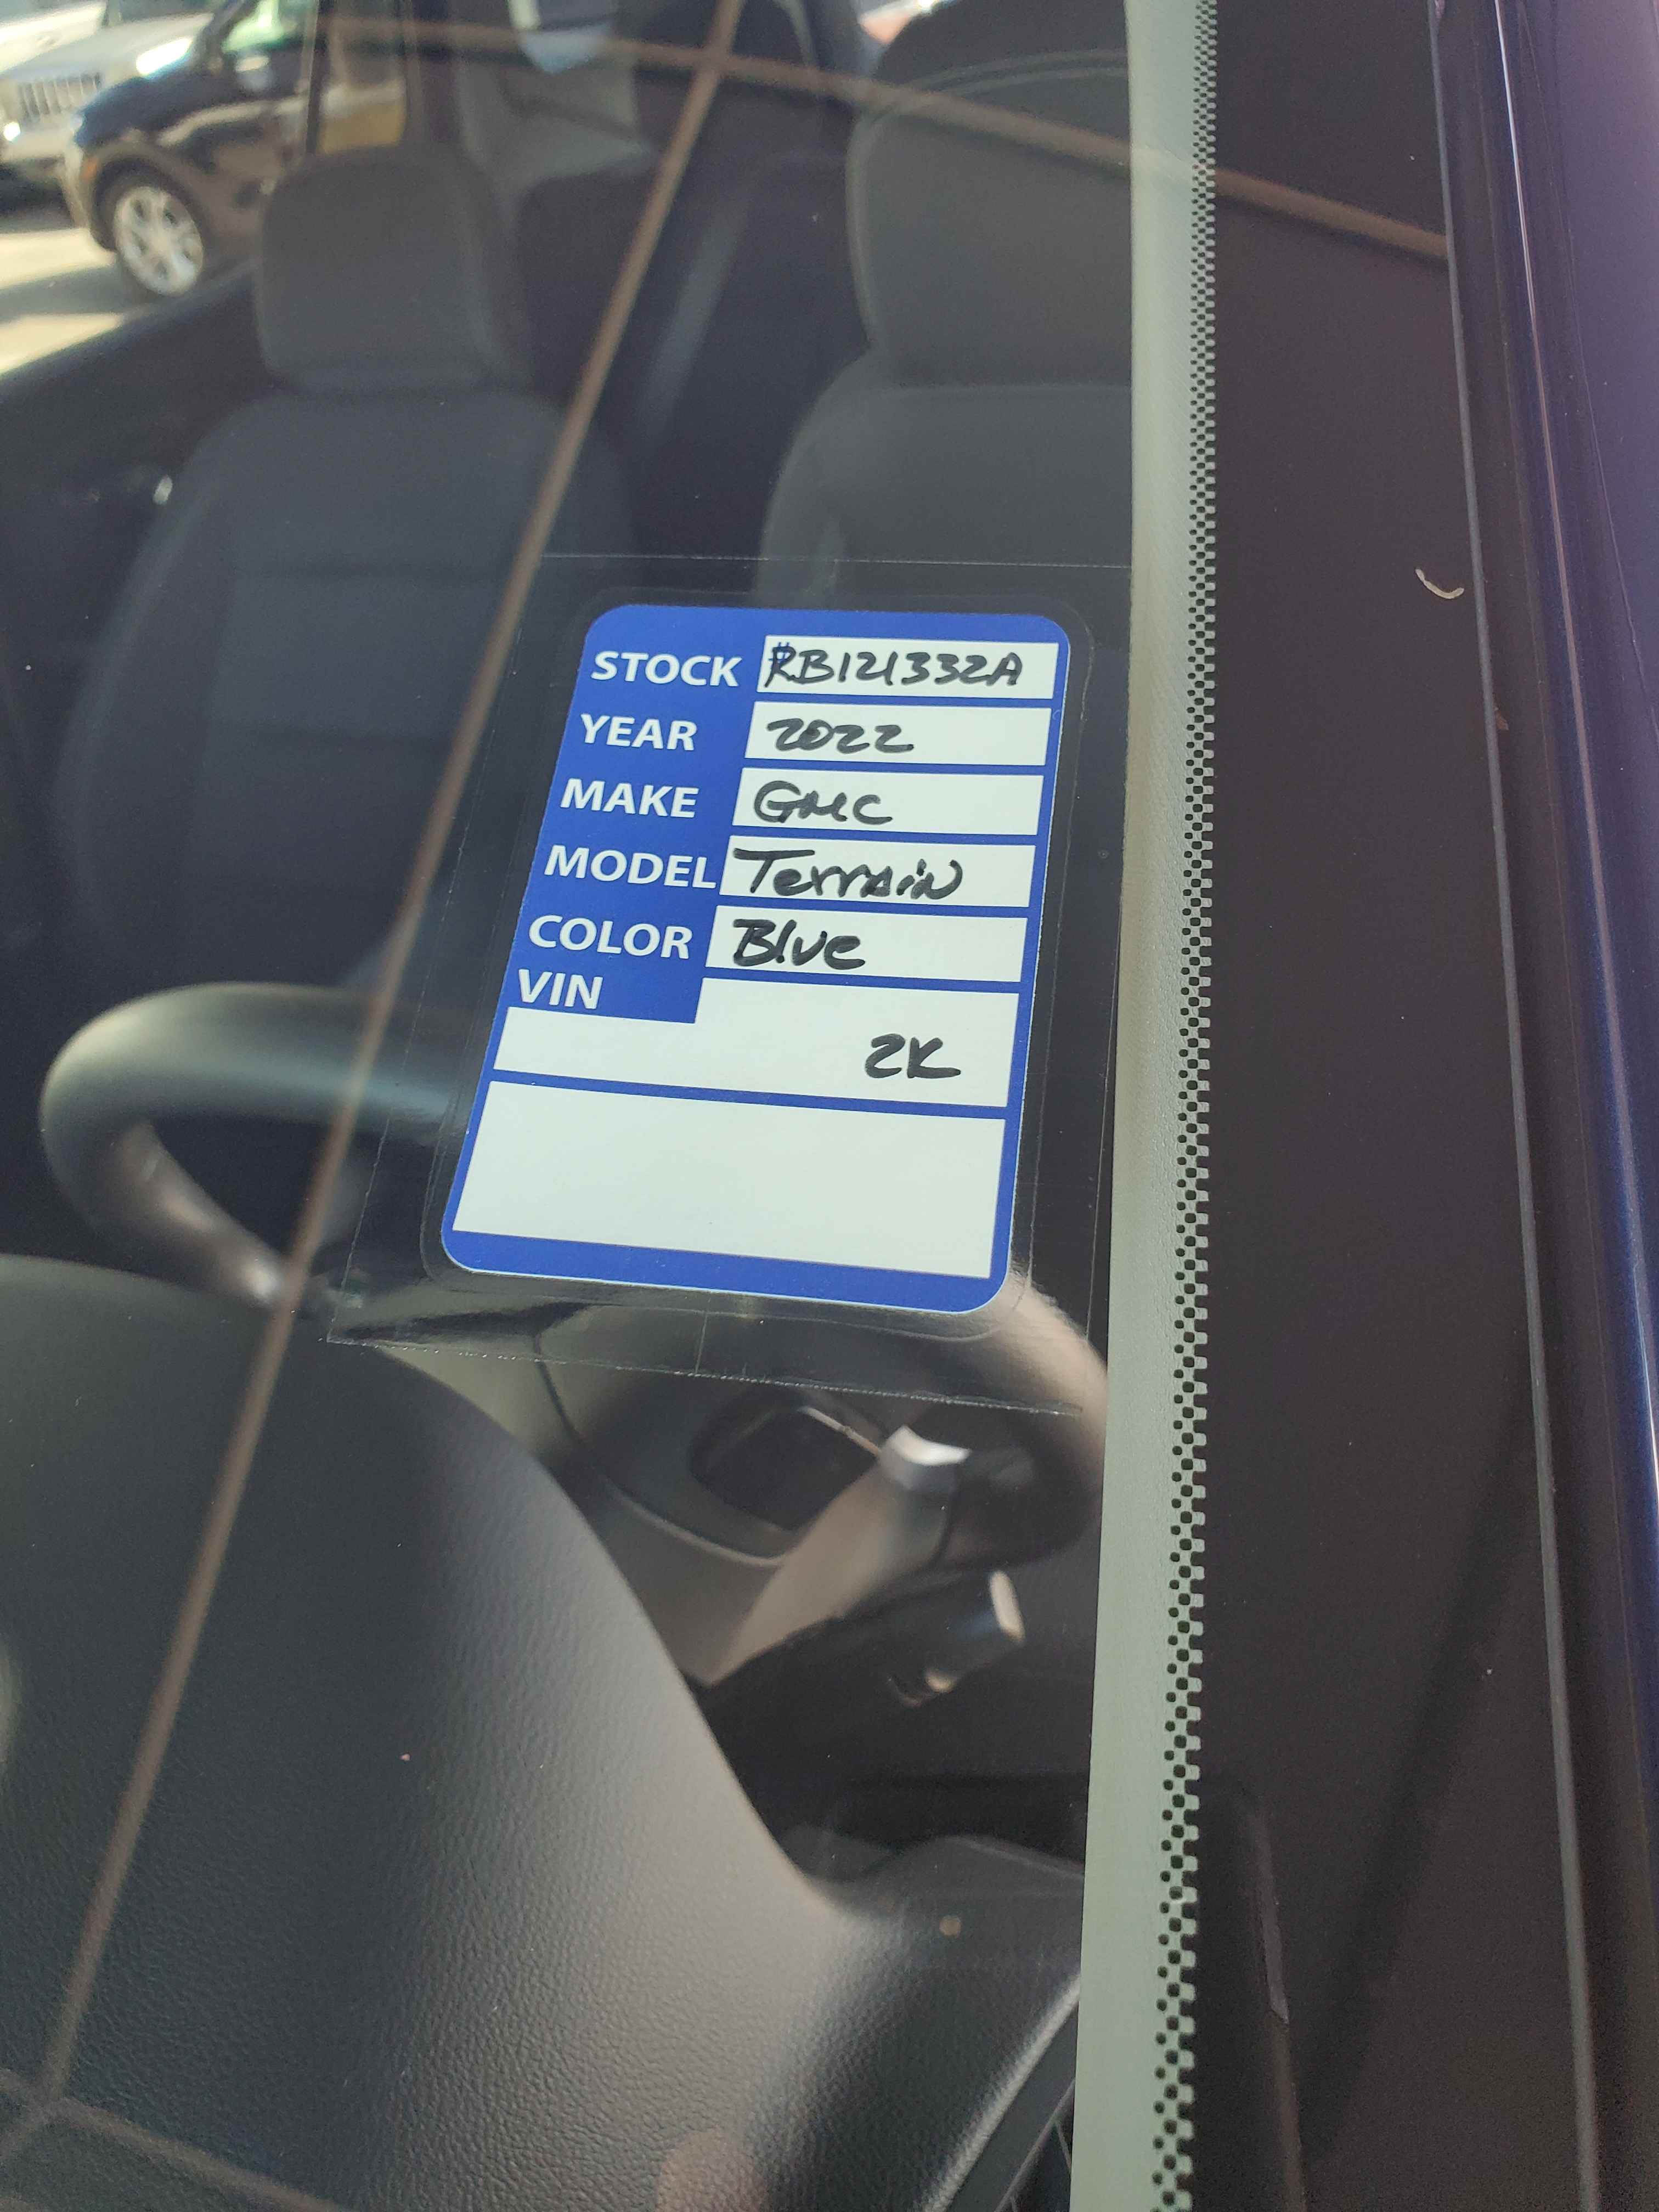 STOCK #RB121332A
YEAR 2022
MAKE GMC
MODEL Terrain
COLOR Blue
VIN
2K